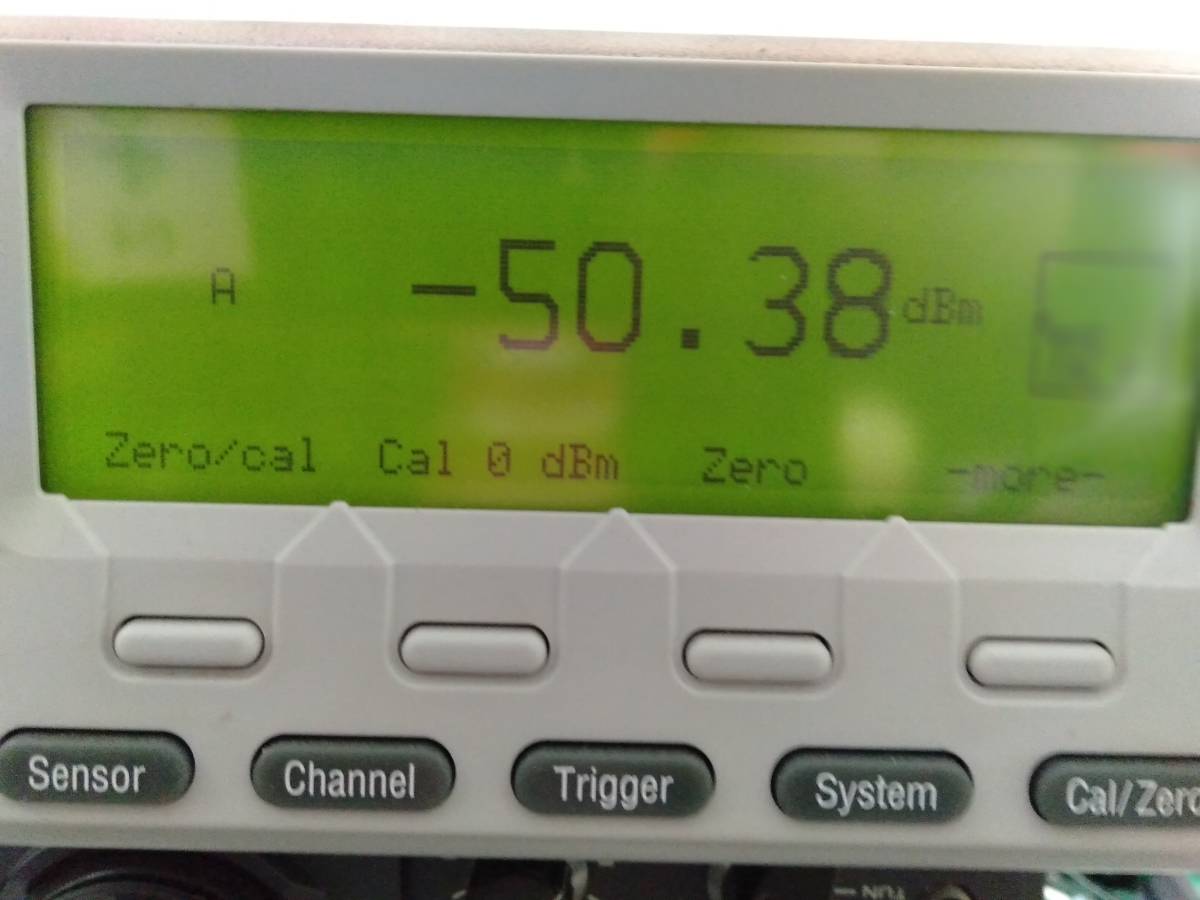 A -50.38 dBm
Zero/cal Cal 0 dBm Zero -more-
Sensor Channel Trigger System Cal/Zero